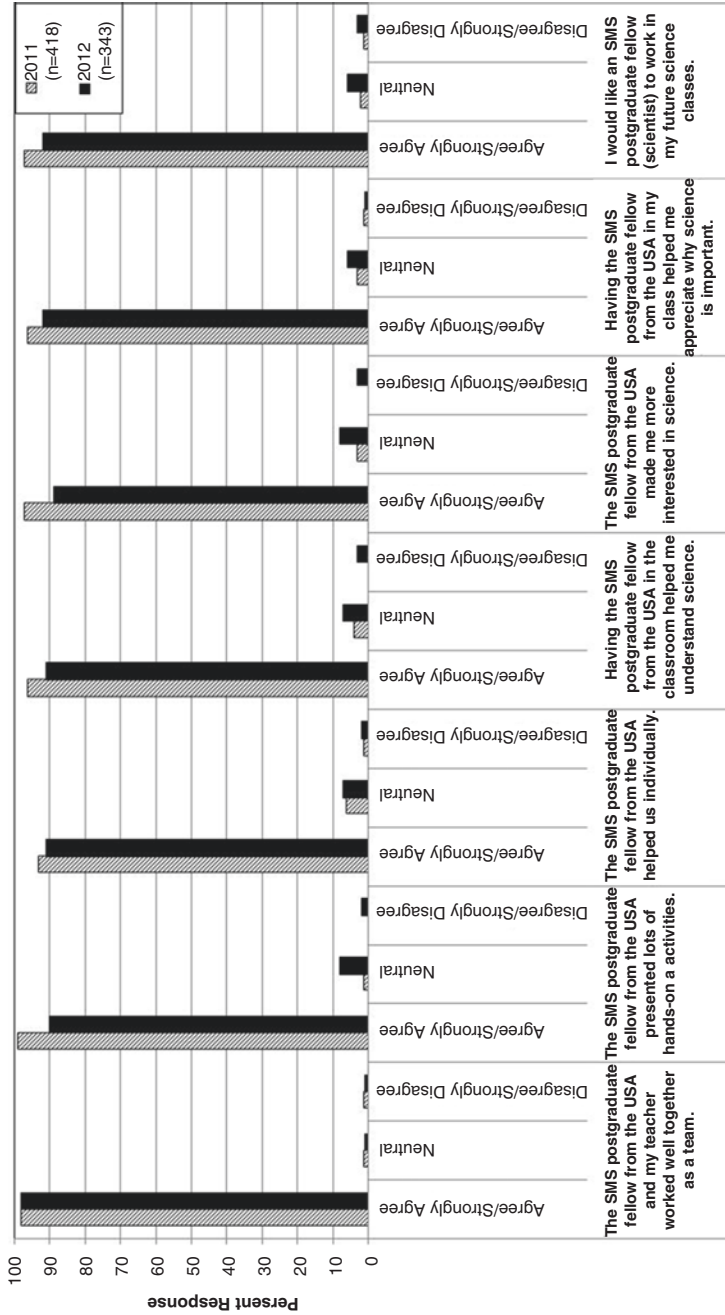 Persent Response
100
90
80
70
60
50
40
30
20
10
0
2011
(n=418)
2012
(n=343)
Agree/Strongly Agree
Neutral
Disagree/Strongly Disagree
The SMS postgraduate
fellow from the USA
and my teacher
worked well together
as a team.
Agree/Strongly Agree
Neutral
Disagree/Strongly Disagree
The SMS postgraduate
fellow from the USA
presented lots of
hands-on a activities.
Agree/Strongly Agree
Neutral
Disagree/Strongly Disagree
The SMS postgraduate
fellow from the USA
helped us individually.
Agree/Strongly Agree
Neutral
Disagree/Strongly Disagree
Having the SMS
postgraduate fellow
from the USA in the
classroom helped me
understand science.
Agree/Strongly Agree
Neutral
Disagree/Strongly Disagree
The SMS postgraduate
fellow from the USA
made me more
interested in science.
Agree/Strongly Agree
Neutral
Disagree/Strongly Disagree
Having the SMS
postgraduate fellow
from the USA in my
class helped me
appreciate why science
is important.
Agree/Strongly Agree
Neutral
Disagree/Strongly Disagree
I would like an SMS
postgraduate fellow
(scientist) to work in
my future science
classes.